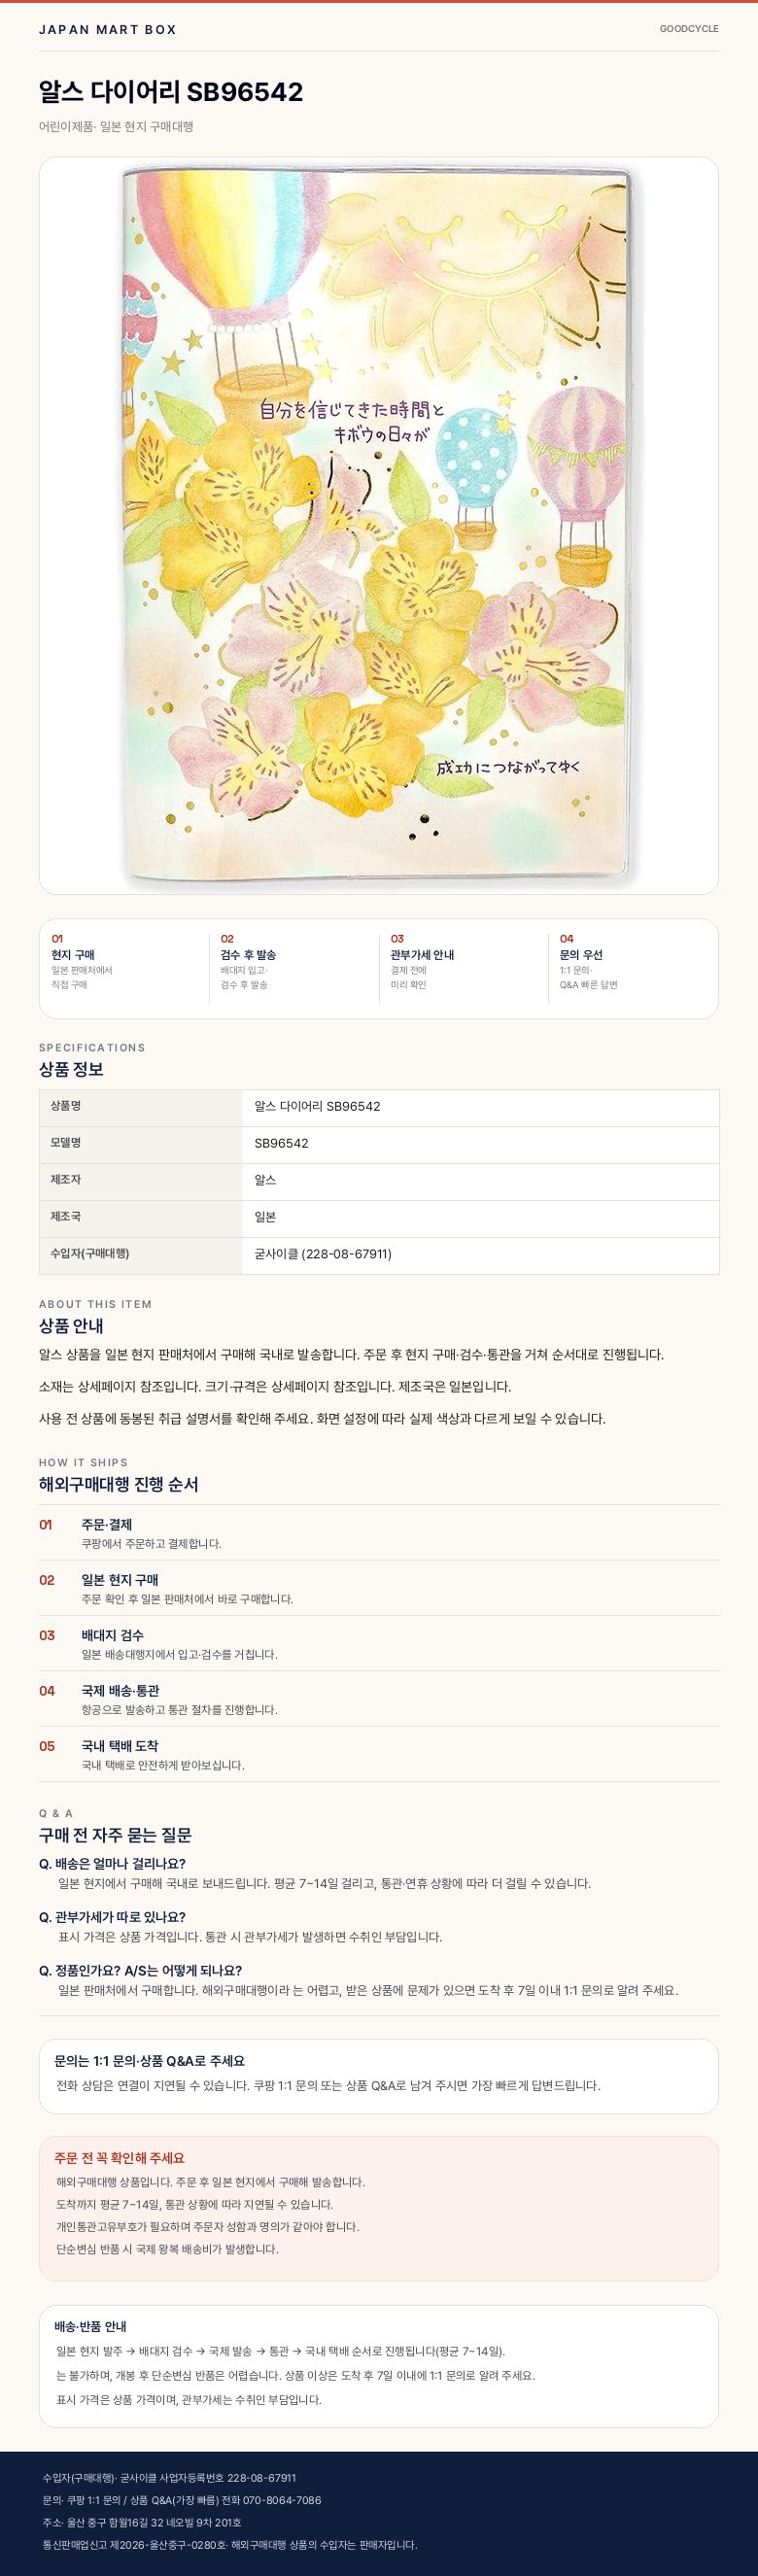 JAPAN MART BOX
GOODCYCLE
알스 다이어리 SB96542
어린이제품· 일본 현지 구매대행
自分を信じてきた時間と
キボウの日々が
成功につながってゆく
01
현지 구매
일본 판매처에서
직접 구매
02
검수 후 발송
배대지 입고·
검수 후 발송
03
관부가세 안내
결제 전에
미리 확인
04
문의 우선
1:1 문의·
Q&A 빠른 답변
SPECIFICATIONS
상품 정보
상품명 알스 다이어리 SB96542
모델명 SB96542
제조자 알스
제조국 일본
수입자(구매대행) 굳사이클 (228-08-67911)
ABOUT THIS ITEM
상품 안내
알스 상품을 일본 현지 판매처에서 구매해 국내로 발송합니다. 주문 후 현지 구매·검수·통관을 거쳐 순서대로 진행됩니다.
소재는 상세페이지 참조입니다. 크기·규격은 상세페이지 참조입니다. 제조국은 일본입니다.
사용 전 상품에 동봉된 취급 설명서를 확인해 주세요. 화면 설정에 따라 실제 색상과 다르게 보일 수 있습니다.
HOW IT SHIPS
해외구매대행 진행 순서
01 주문·결제
쿠팡에서 주문하고 결제합니다.
02 일본 현지 구매
주문 확인 후 일본 판매처에서 바로 구매합니다.
03 배대지 검수
일본 배송대행지에서 입고·검수를 거칩니다.
04 국제 배송·통관
항공으로 발송하고 통관 절차를 진행합니다.
05 국내 택배 도착
국내 택배로 안전하게 받아보십니다.
Q & A
구매 전 자주 묻는 질문
Q. 배송은 얼마나 걸리나요?
일본 현지에서 구매해 국내로 보내드립니다. 평균 7~14일 걸리고, 통관·연휴 상황에 따라 더 걸릴 수 있습니다.
Q. 관부가세가 따로 있나요?
표시 가격은 상품 가격입니다. 통관 시 관부가세가 발생하면 수취인 부담입니다.
Q. 정품인가요? A/S는 어떻게 되나요?
일본 판매처에서 구매합니다. 해외구매대행이라 는 어렵고, 받은 상품에 문제가 있으면 도착 후 7일 이내 1:1 문의로 알려 주세요.
문의는 1:1 문의·상품 Q&A로 주세요
전화 상담은 연결이 지연될 수 있습니다. 쿠팡 1:1 문의 또는 상품 Q&A로 남겨 주시면 가장 빠르게 답변드립니다.
주문 전 꼭 확인해 주세요
해외구매대행 상품입니다. 주문 후 일본 현지에서 구매해 발송합니다.
도착까지 평균 7~14일, 통관 상황에 따라 지연될 수 있습니다.
개인통관고유부호가 필요하며 주문자 성함과 명의가 같아야 합니다.
단순변심 반품 시 국제 왕복 배송비가 발생합니다.
배송·반품 안내
일본 현지 발주 → 배대지 검수 → 국제 발송 → 통관 → 국내 택배 순서로 진행됩니다(평균 7~14일).
는 불가하며, 개봉 후 단순변심 반품은 어렵습니다. 상품 이상은 도착 후 7일 이내에 1:1 문의로 알려 주세요.
표시 가격은 상품 가격이며, 관부가세는 수취인 부담입니다.
수입자(구매대행)· 굳사이클 사업자등록번호 228-08-67911
문의· 쿠팡 1:1 문의 / 상품 Q&A(가장 빠름) 전화 070-8064-7086
주소· 울산 중구 함월16길 32 네오빌 9차 201호
통신판매업신고 제2026-울산중구-0280호· 해외구매대행 상품의 수입자는 판매자입니다.